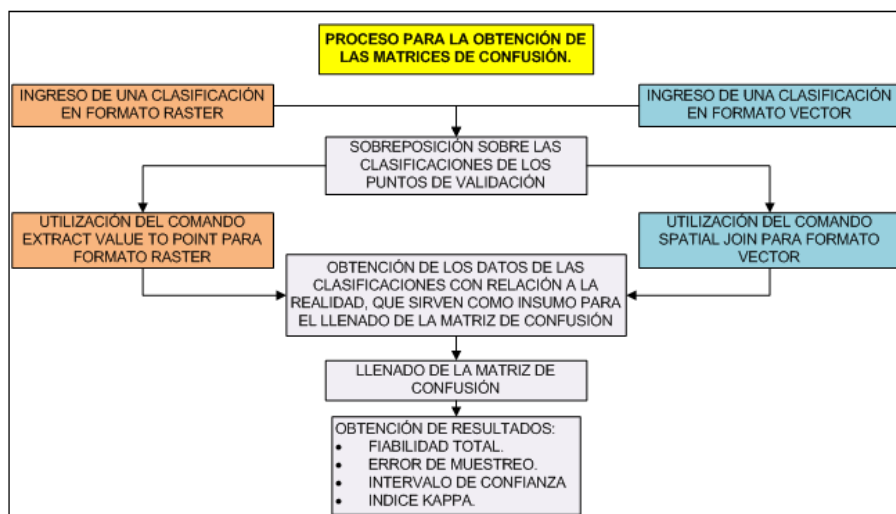 PROCESO PARA LA OBTENCIÓN DE
LAS MATRICES DE CONFUSIÓN.
INGRESO DE UNA CLASIFICACIÓN
EN FORMATO RASTER
INGRESO DE UNA CLASIFICACIÓN
EN FORMATO VECTOR
SOBREPOSICIÓN SOBRE LAS
CLASIFICACIONES DE LOS
PUNTOS DE VALIDACIÓN
UTILIZACIÓN DEL COMANDO
EXTRACT VALUE TO POINT PARA
FORMATO RASTER
UTILIZACIÓN DEL COMANDO
SPATIAL JOIN PARA FORMATO
VECTOR
OBTENCIÓN DE LOS DATOS DE LAS
CLASIFICACIONES CON RELACIÓN A LA
REALIDAD, QUE SIRVEN COMO INSUMO PARA
EL LLENADO DE LA MATRIZ DE CONFUSIÓN
LLENADO DE LA MATRIZ DE
CONFUSIÓN
OBTENCIÓN DE RESULTADOS:
• FIABILIDAD TOTAL.
• ERROR DE MUESTREO.
• INTERVALO DE CONFIANZA
• INDICE KAPPA.